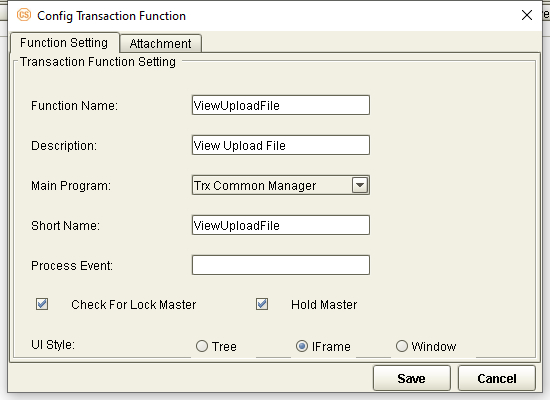 CS Config Transaction Function
Function Setting Attachment
Transaction Function Setting
Function Name: ViewUploadFile
Description: View Upload File
Main Program: Trx Common Manager
Short Name: ViewUploadFile
Process Event:
Check For Lock Master Hold Master
UI Style: Tree IFrame Window
Save Cancel